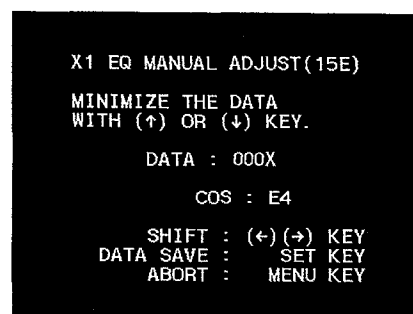 X1 EQ MANUAL ADJUST(15E)
MINIMIZE THE DATA
WITH (↑) OR (↓) KEY.
DATA : 000X
COS : E4
SHIFT : (←)(→) KEY
DATA SAVE : SET KEY
ABORT : MENU KEY